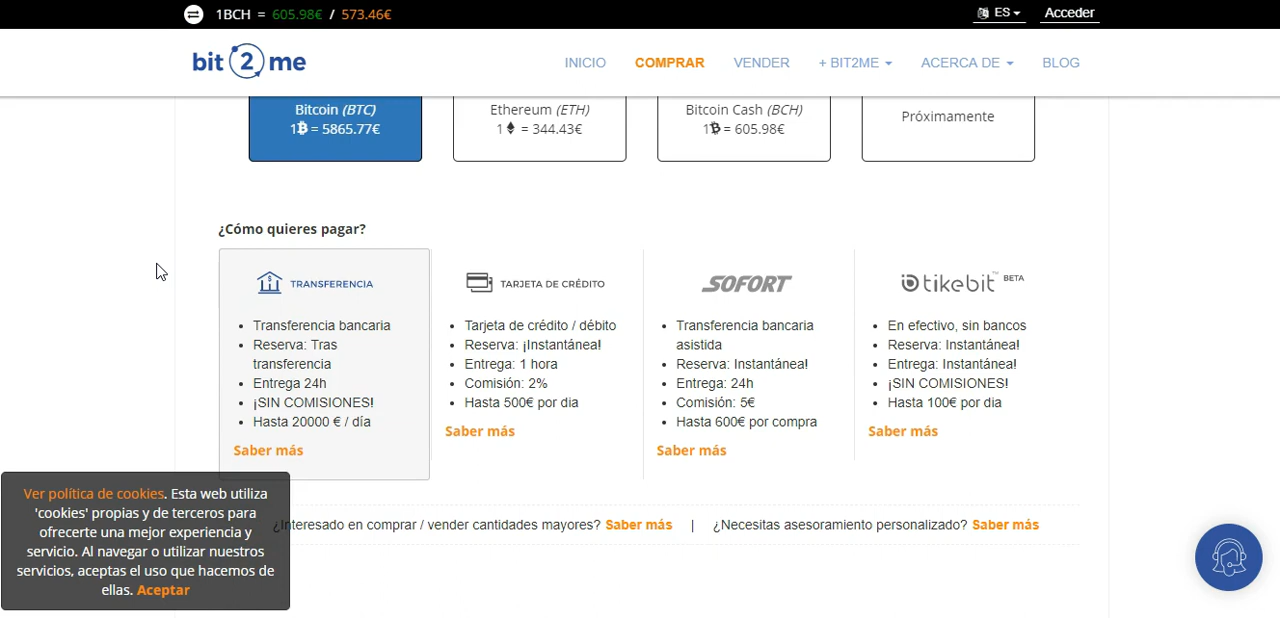 1BCH = 605.98€ / 573.46€
ES
Acceder
bit 2 me
INICIO
COMPRAR
VENDER
+ BIT2ME
ACERCA DE
BLOG
Bitcoin (BTC)
1₿ = 5865.77€
Ethereum (ETH)
1 = 344.43€
Bitcoin Cash (BCH)
1₿ = 605.98€
Próximamente
¿Cómo quieres pagar?
TRANSFERENCIA
• Transferencia bancaria
• Reserva: Tras
transferencia
• Entrega 24h
• ¡SIN COMISIONES!
• Hasta 20000 € / día
Saber más
TARJETA DE CRÉDITO
• Tarjeta de crédito / débito
• Reserva: ¡Instantánea!
• Entrega: 1 hora
• Comisión: 2%
• Hasta 500€ por dia
Saber más
SOFORT
• Transferencia bancaria
asistida
• Reserva: Instantánea!
• Entrega: 24h
• Comisión: 5€
• Hasta 600€ por compra
Saber más
tikebit™ BETA
• En efectivo, sin bancos
• Reserva: Instantánea!
• Entrega: Instantánea!
• ¡SIN COMISIONES!
• Hasta 100€ por dia
Saber más
¿Interesado en comprar / vender cantidades mayores? Saber más | ¿Necesitas asesoramiento personalizado? Saber más
Ver política de cookies. Esta web utiliza
'cookies' propias y de terceros para
ofrecerte una mejor experiencia y
servicio. Al navegar o utilizar nuestros
servicios, aceptas el uso que hacemos de
ellas. Aceptar